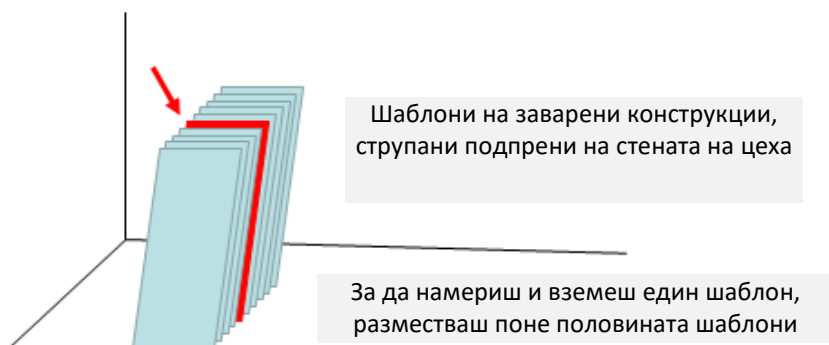 Шаблони на заварени конструкции,
струпани подпрени на стената на цеха
За да намериш и вземеш един шаблон,
разместваш поне половината шаблони